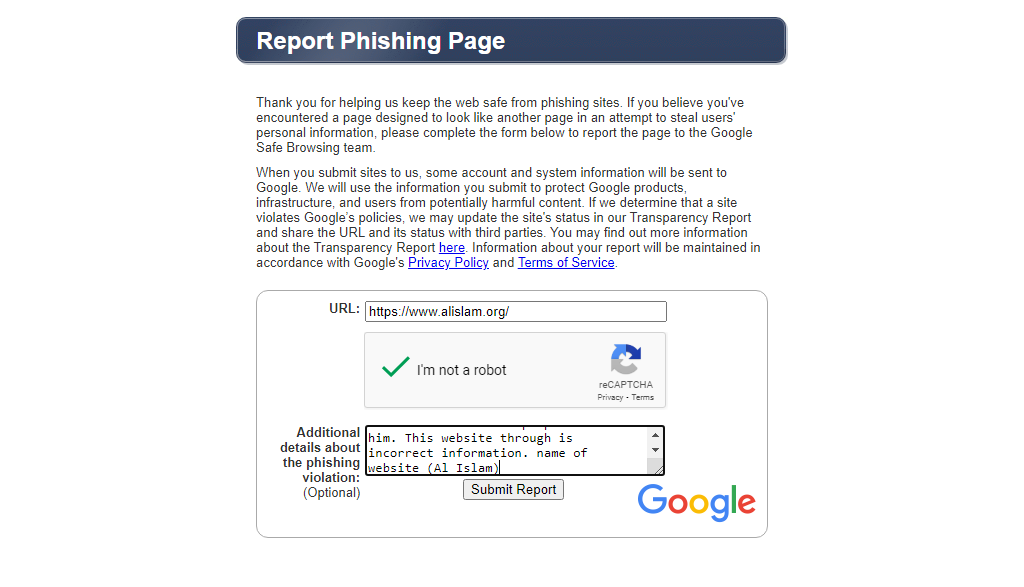 Report Phishing Page
Thank you for helping us keep the web safe from phishing sites. If you believe you've
encountered a page designed to look like another page in an attempt to steal users'
personal information, please complete the form below to report the page to the Google
Safe Browsing team.
When you submit sites to us, some account and system information will be sent to
Google. We will use the information you submit to protect Google products,
infrastructure, and users from potentially harmful content. If we determine that a site
violates Google's policies, we may update the site's status in our Transparency Report
and share the URL and its status with third parties. You may find out more information
about the Transparency Report here. Information about your report will be maintained in
accordance with Google's Privacy Policy and Terms of Service.
URL: https://www.alislam.org/
I'm not a robot
reCAPTCHA
Privacy - Terms
Additional
details about
the phishing
violation:
(Optional)
him. This website through is
incorrect information. name of
website (Al Islam)
Submit Report
Google